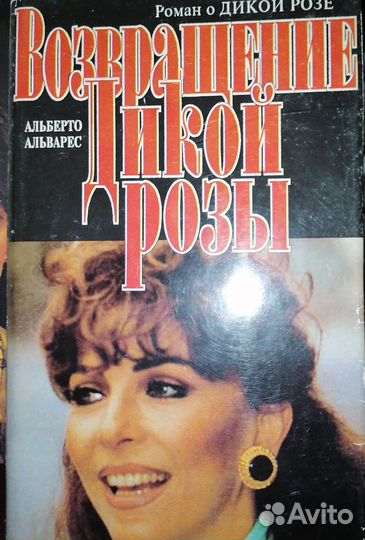 Роман о ДИКОЙ РОЗЕ
Возвращение
АЛЬБЕРТО
АЛЬВАРЕС
Дикой
розы
Avito